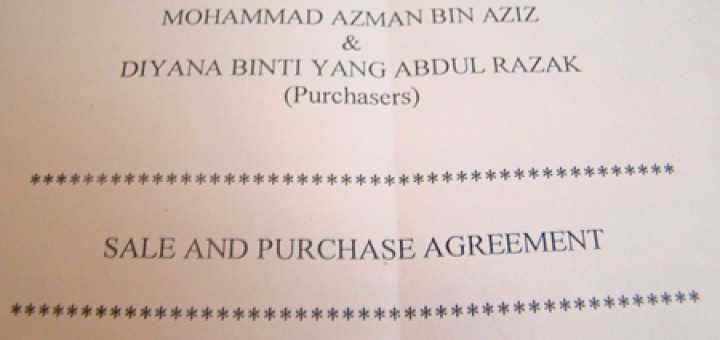 MOHAMMAD AZMAN BIN AZIZ
&
DIYANA BINTI YANG ABDUL RAZAK
(Purchasers)
**************************************************
SALE AND PURCHASE AGREEMENT
**************************************************